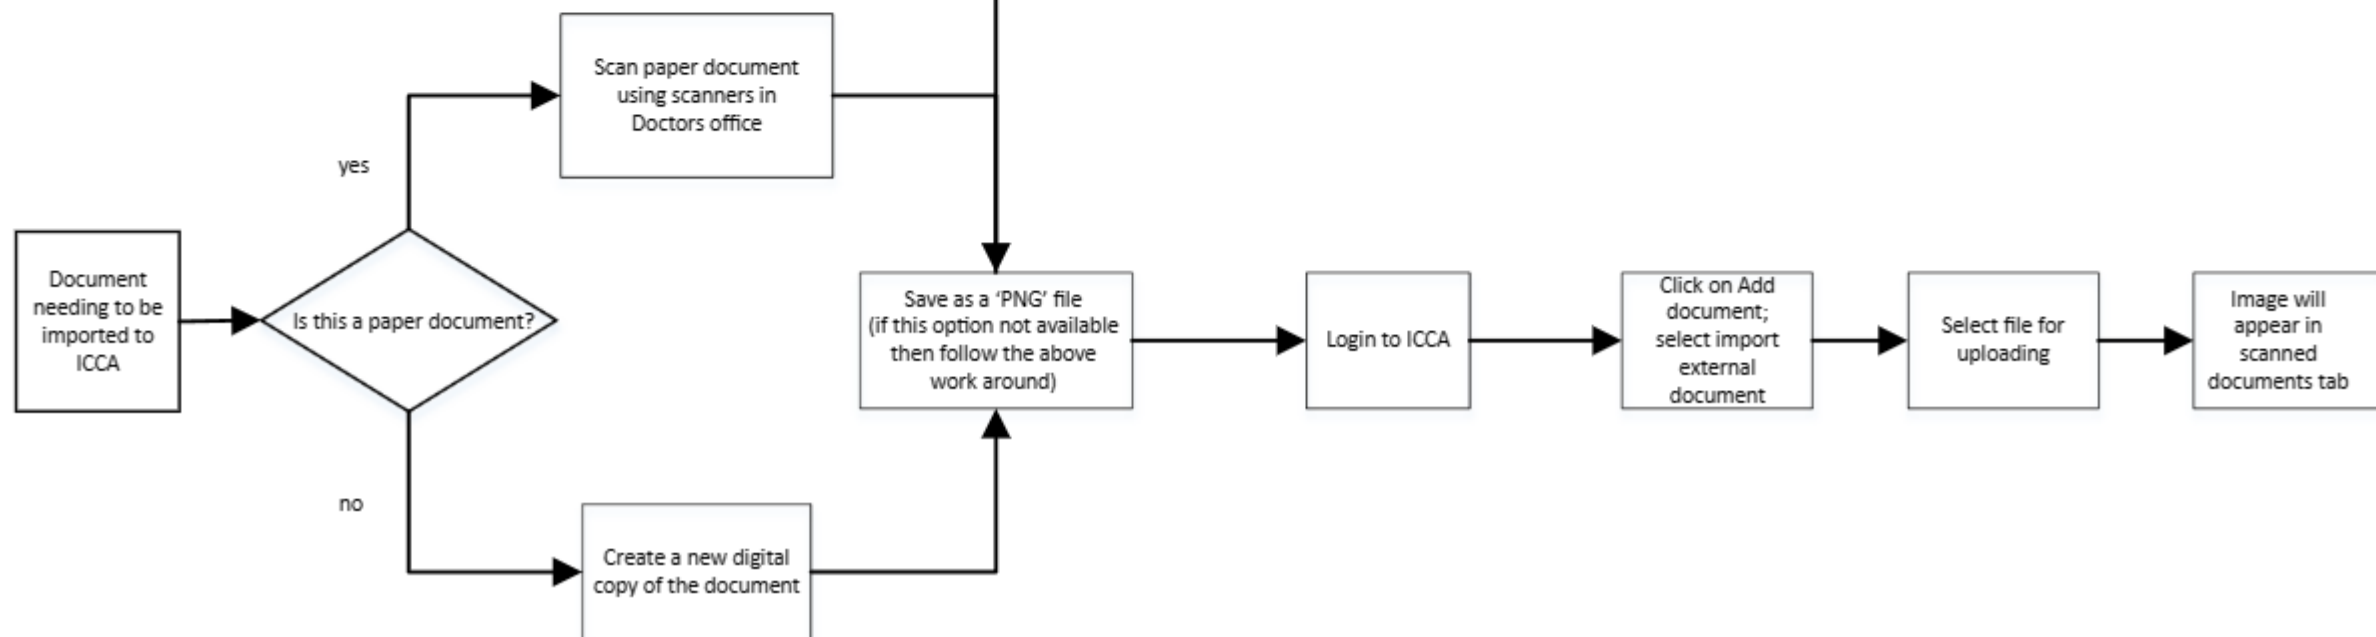 Scan paper document
using scanners in
Doctors office
yes
Document
needing to be
imported to
ICCA
Is this a paper document?
Save as a ‘PNG’ file
(if this option not available
then follow the above
work around)
Login to ICCA
Click on Add
document;
select import
external
document
Select file for
uploading
Image will
appear in
scanned
documents tab
no
Create a new digital
copy of the document